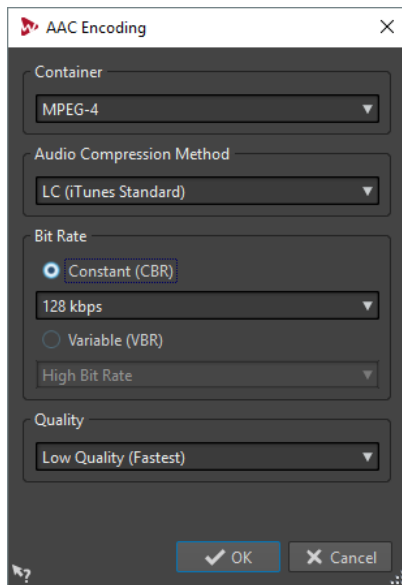 AAC Encoding
Container
MPEG-4
Audio Compression Method
LC (iTunes Standard)
Bit Rate
Constant (CBR)
128 kbps
Variable (VBR)
High Bit Rate
Quality
Low Quality (Fastest)
OK
Cancel
?